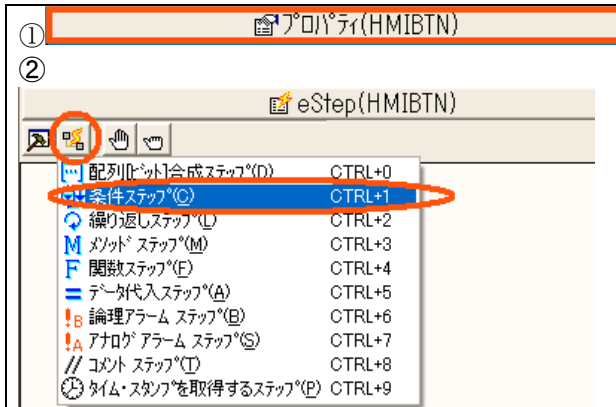 ① プロパティ(HMIBTN)
②
eStep(HMIBTN)
[…] 配列[ビット]合成ステップ(D) CTRL+0
条件ステップ(C) CTRL+1
繰り返しステップ(L) CTRL+2
M メソッド ステップ(M) CTRL+3
F 関数ステップ(F) CTRL+4
データ代入ステップ(A) CTRL+5
!B 論理アラーム ステップ(B) CTRL+6
!A アナログ アラーム ステップ(S) CTRL+7
// コメント ステップ(T) CTRL+8
タイム・スタンプを取得するステップ(P) CTRL+9